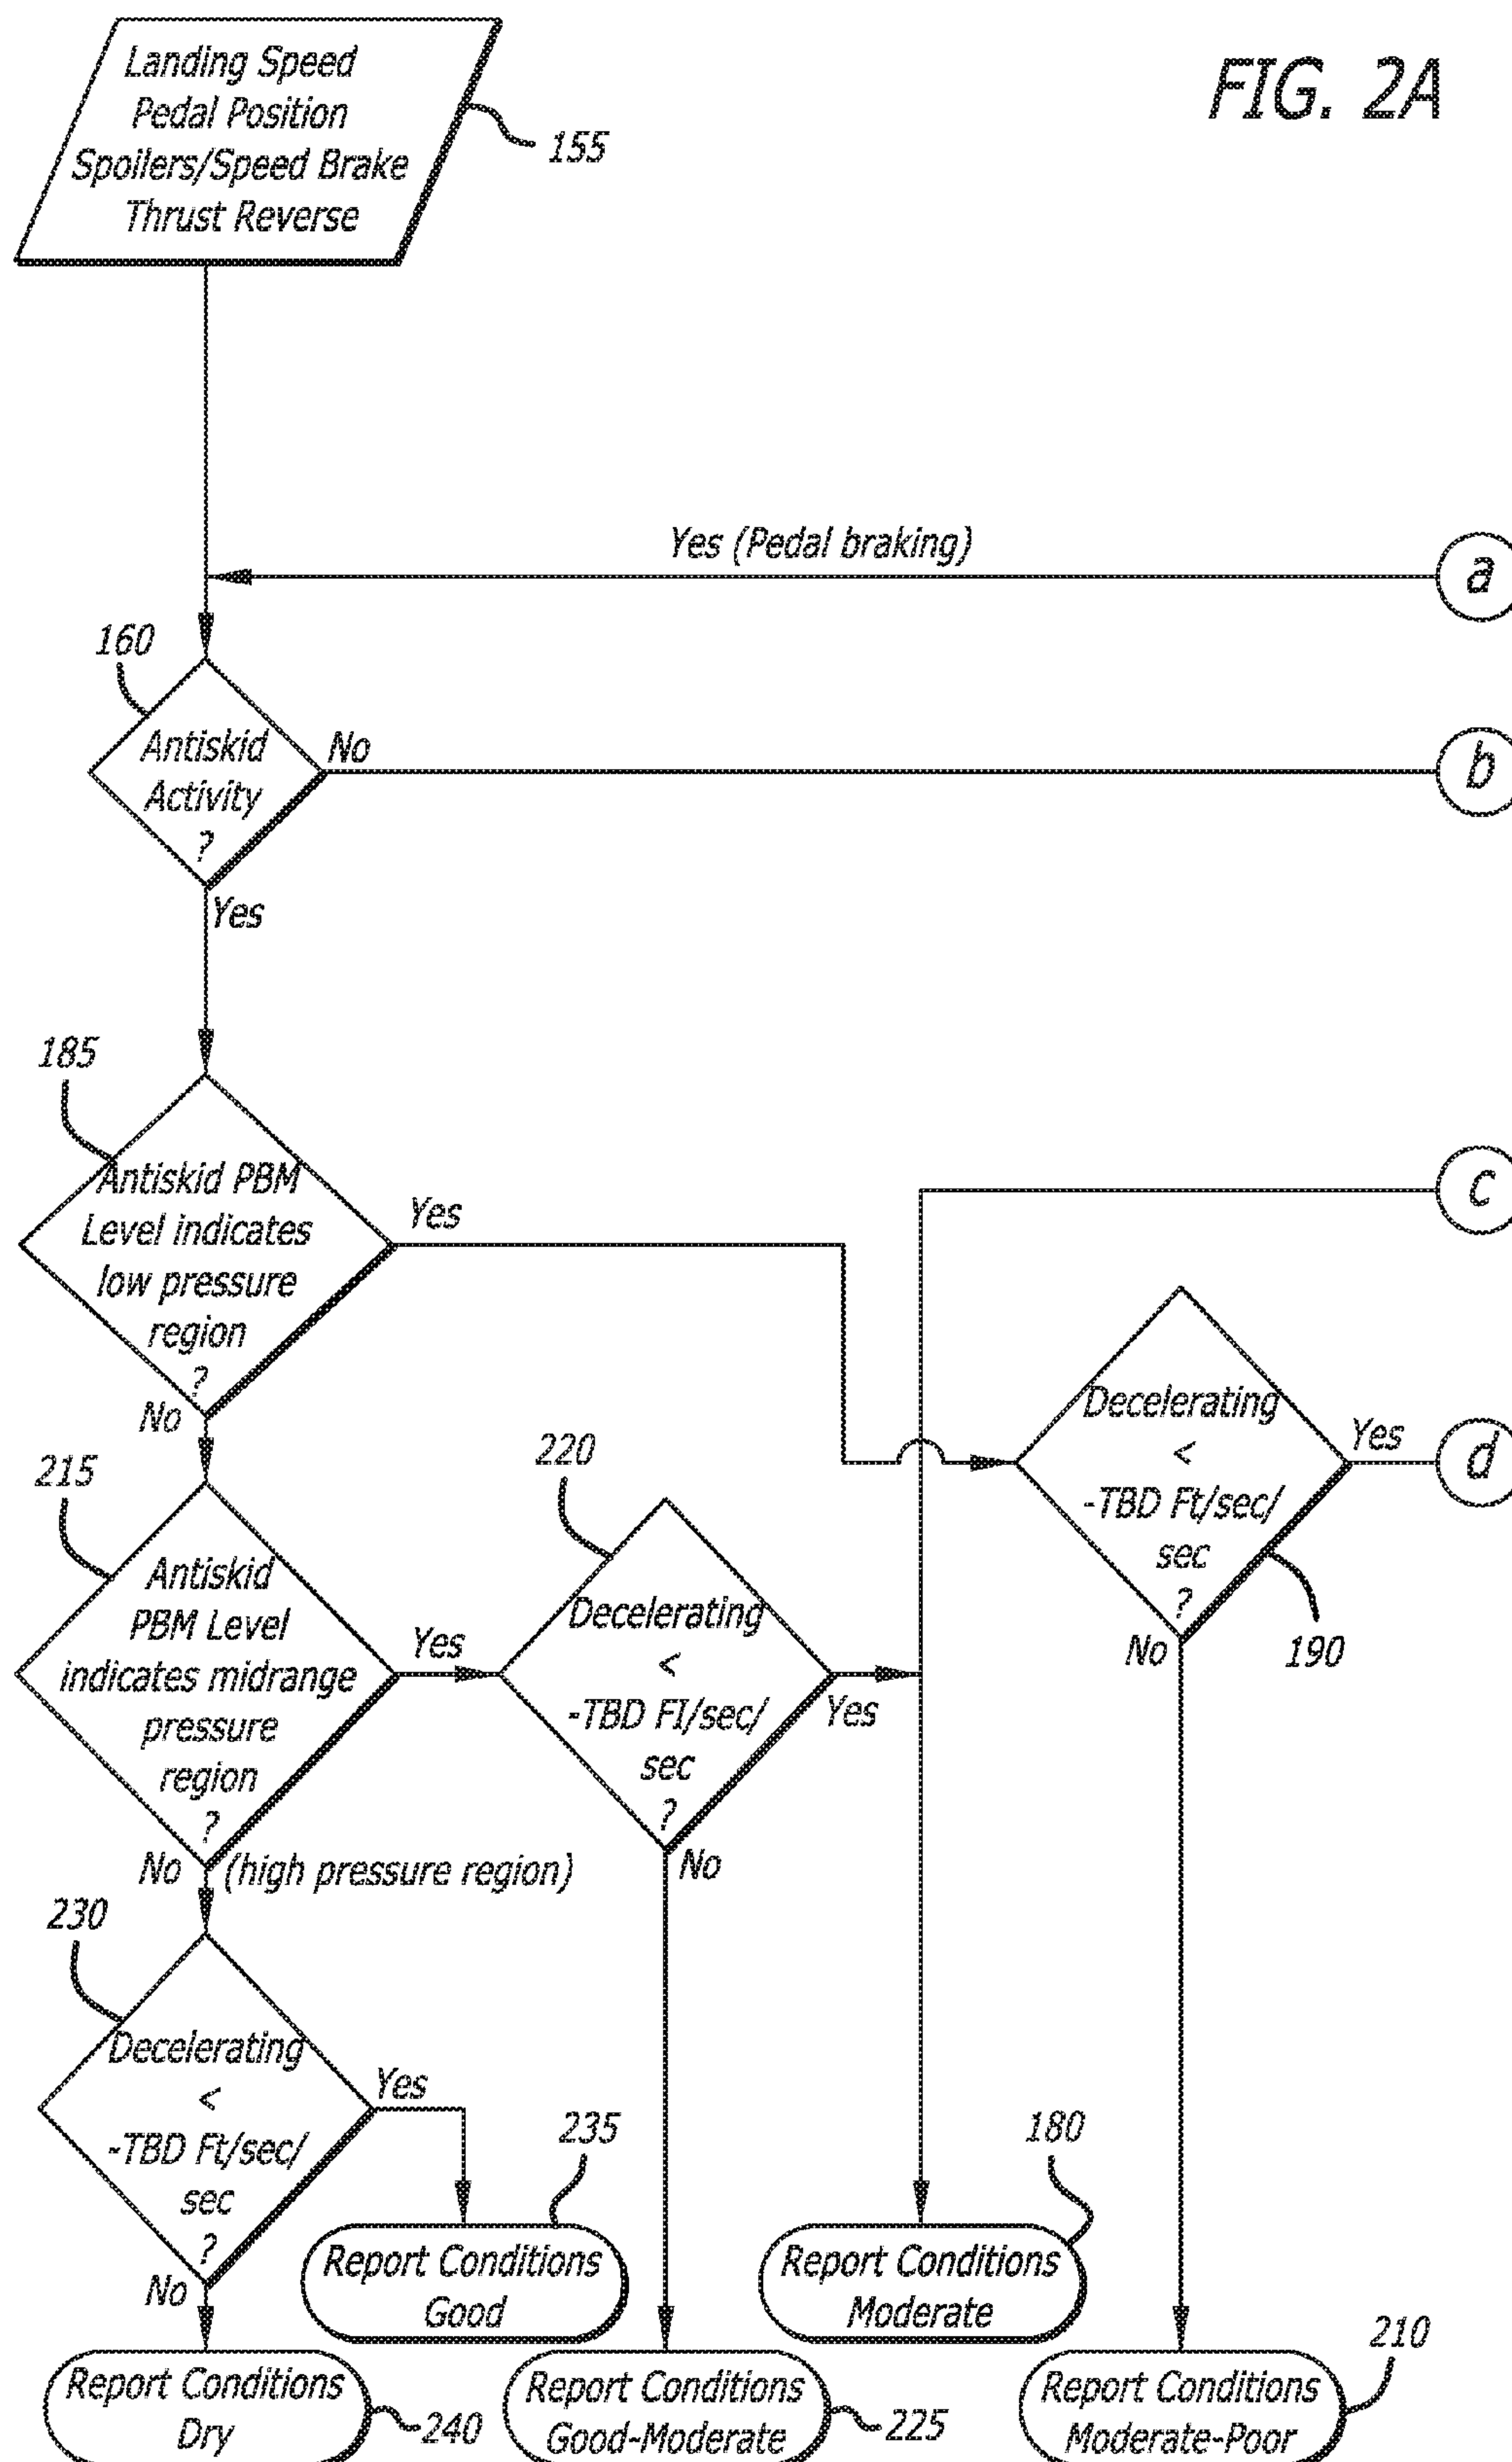 FIG. 2A
Landing Speed
Pedal Position
Spoilers/Speed Brake
Thrust Reverse
155
Yes (Pedal braking)
a
160
Antiskid
Activity
?
No
b
Yes
185
Antiskid PBM
Level indicates
low pressure
region
?
Yes
No
c
Decelerating
<
-TBD Ft/sec/
sec
?
Yes
d
No
190
215
Antiskid
PBM Level
indicates midrange
pressure
region
?
Yes
No
(high pressure region)
220
Decelerating
<
-TBD FI/sec/
sec
?
Yes
No
230
Decelerating
<
-TBD Ft/sec/
sec
?
Yes
No
235
Report Conditions
Good
180
Report Conditions
Moderate
Report Conditions
Dry
240
Report Conditions
Good-Moderate
225
Report Conditions
Moderate-Poor
210